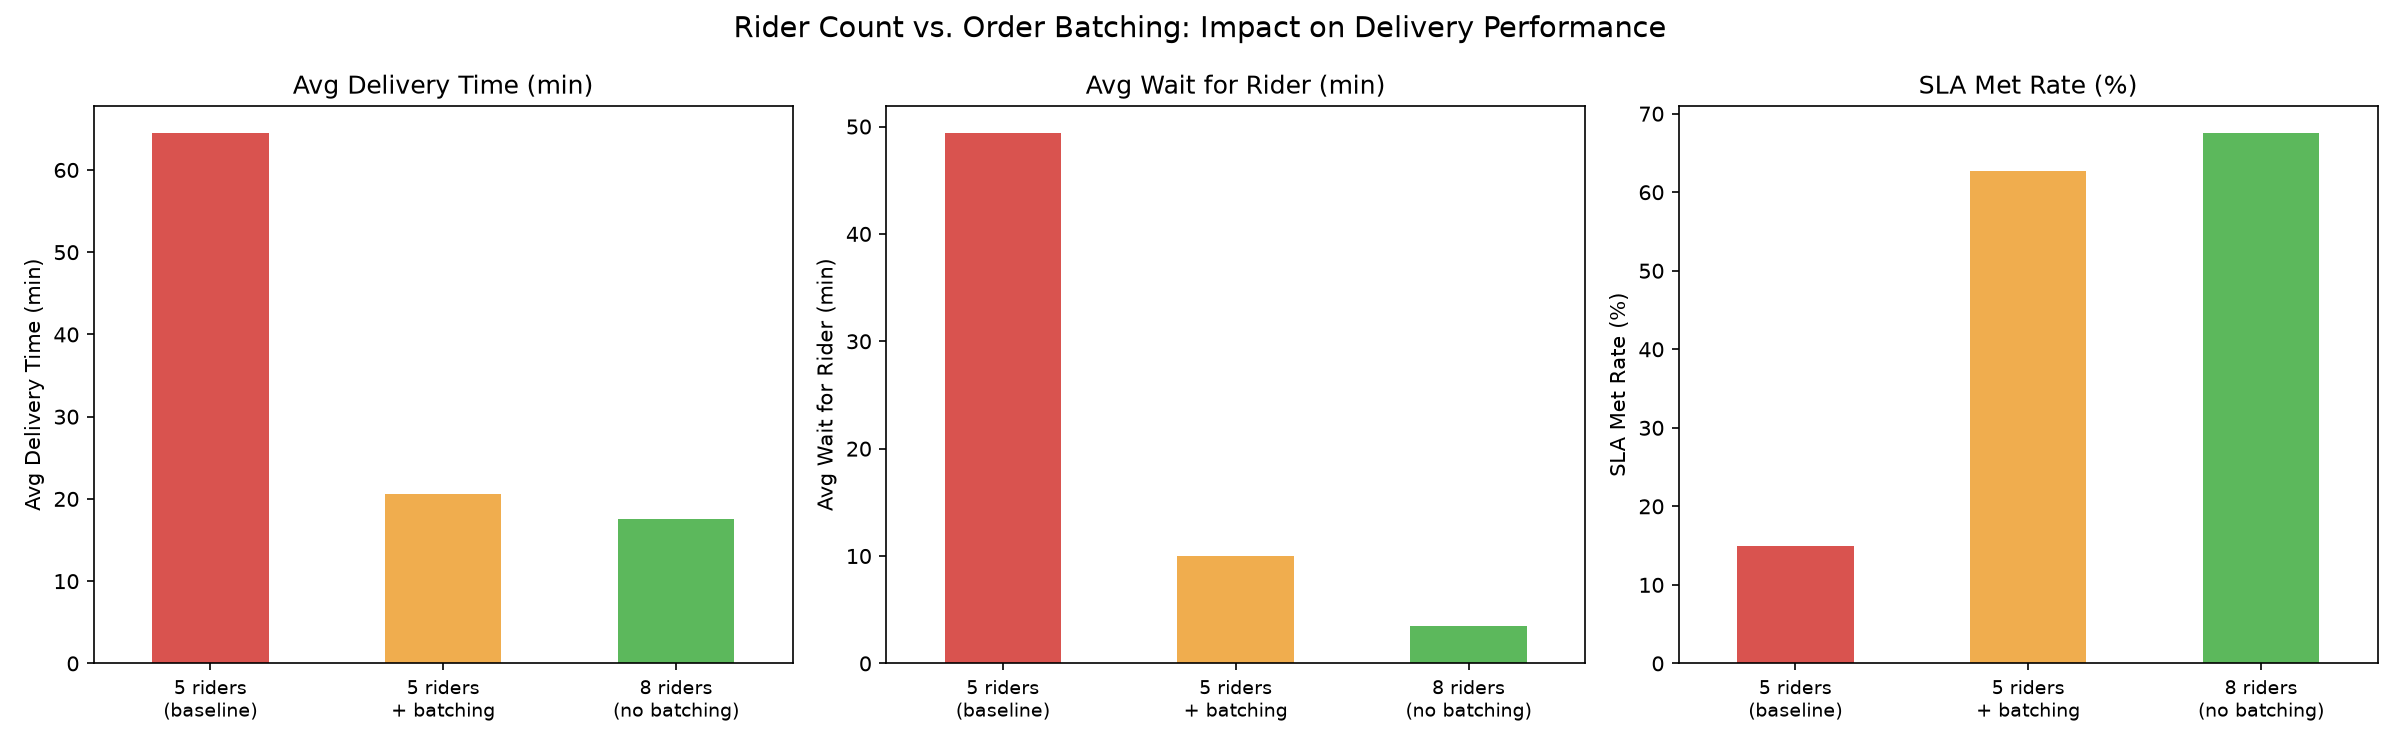 Rider Count vs. Order Batching: Impact on Delivery Performance
Avg Delivery Time (min)
Avg Delivery Time (min)
60
50
40
30
20
10
0
5 riders
(baseline)
5 riders
+ batching
8 riders
(no batching)
Avg Wait for Rider (min)
Avg Wait for Rider (min)
50
40
30
20
10
0
5 riders
(baseline)
5 riders
+ batching
8 riders
(no batching)
SLA Met Rate (%)
SLA Met Rate (%)
70
60
50
40
30
20
10
0
5 riders
(baseline)
5 riders
+ batching
8 riders
(no batching)